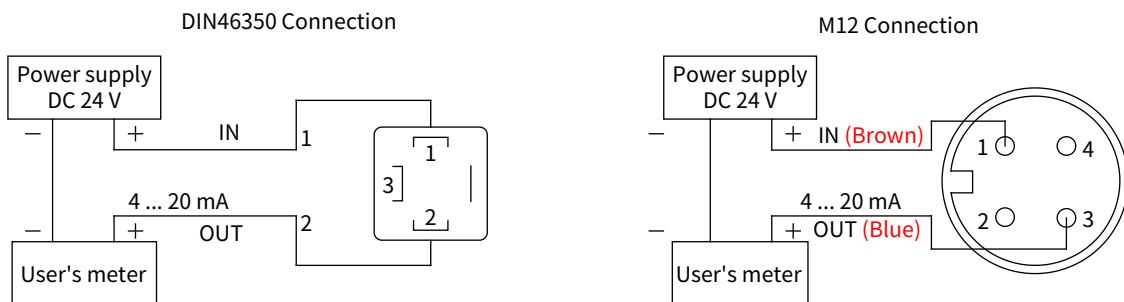 DIN46350 Connection
Power supply
DC 24 V
— +
IN
1
1
3
2
4 ... 20 mA
2
— +
OUT
User's meter
M12 Connection
Power supply
DC 24 V
— +
IN (Brown)
1
4
4 ... 20 mA
2
3
— +
OUT (Blue)
User's meter